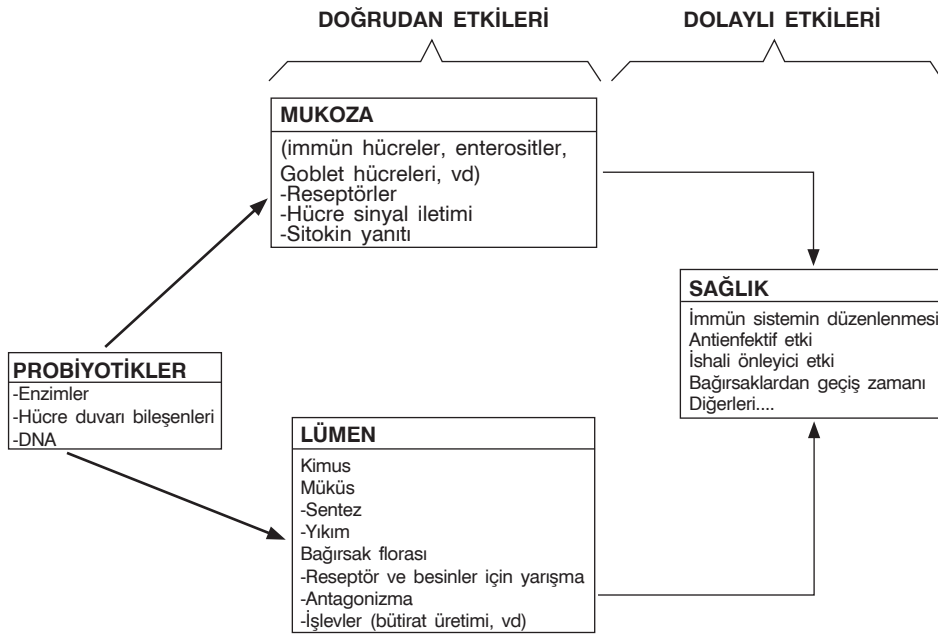 DOĞRUDAN ETKİLERİ
DOLAYLI ETKİLERİ
MUKOZA
(immün hücreler, enterositler,
Goblet hücreleri, vd)
-Reseptörler
-Hücre sinyal iletimi
-Sitokin yanıtı
PROBİYOTİKLER
-Enzimler
-Hücre duvarı bileşenleri
-DNA
LÜMEN
Kimus
Müküs
-Sentez
-Yıkım
Bağırsak florası
-Reseptör ve besinler için yarışma
-Antagonizma
-İşlevler (bütirat üretimi, vd)
SAĞLIK
İmmün sistemin düzenlenmesi
Antienfektif etki
İshali önleyici etki
Bağırsaklardan geçiş zamanı
Diğerleri....